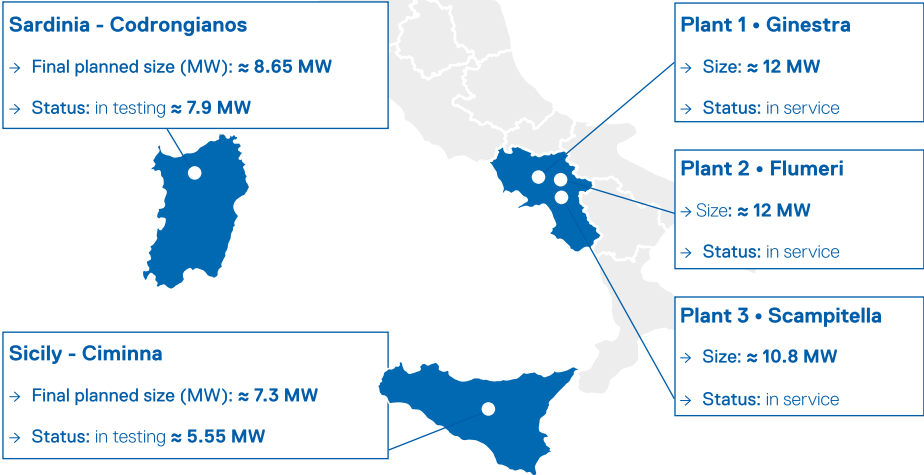 Sardinia - Codrongianos
→ Final planned size (MW): ≈ 8.65 MW
→ Status: in testing ≈ 7.9 MW
Plant 1 • Ginestra
→ Size: ≈ 12 MW
→ Status: in service
Plant 2 • Flumeri
→ Size: ≈ 12 MW
→ Status: in service
Plant 3 • Scampitella
→ Size: ≈ 10.8 MW
→ Status: in service
Sicily - Ciminna
→ Final planned size (MW): ≈ 7.3 MW
→ Status: in testing ≈ 5.55 MW